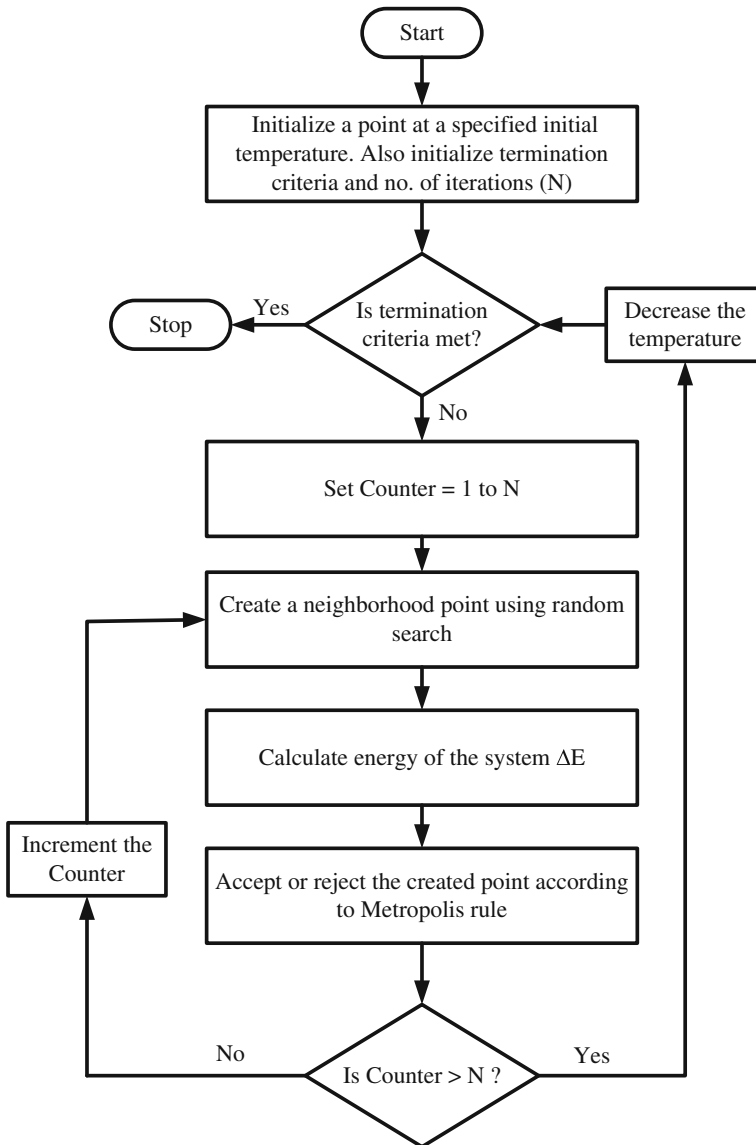 Start
Initialize a point at a specified initial
temperature. Also initialize termination
criteria and no. of iterations (N)
Yes
Stop
Is termination
criteria met?
Decrease the
temperature
No
Set Counter = 1 to N
Create a neighborhood point using random
search
Calculate energy of the system ΔE
Increment the
Counter
Accept or reject the created point according
to Metropolis rule
No
Yes
Is Counter > N ?